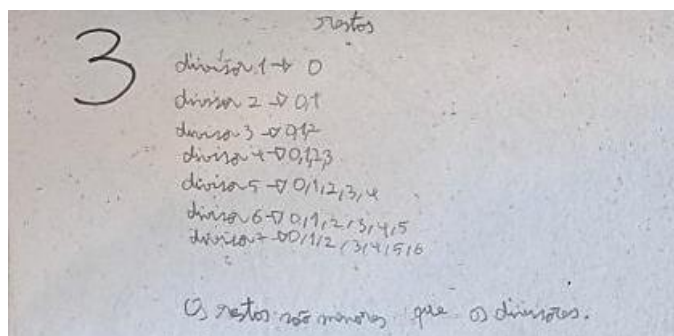 restos
3
divisor 1 → 0
divisor 2 → 0,1
divisor 3 → 0,1,2
divisor 4 → 0,1,2,3
divisor 5 → 0,1,2,3,4
divisor 6 → 0,1,2,3,4,5
divisor 7 → 0,1,2,3,4,5,6
Os restos são menores que os divisores.